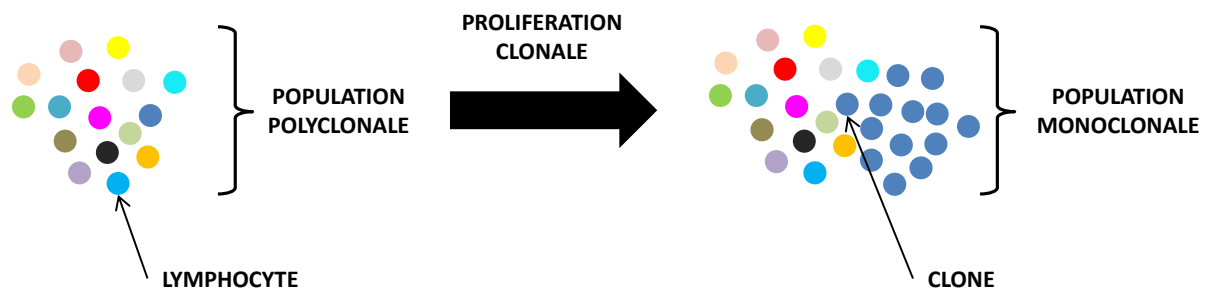 PROLIFERATION
CLONALE
POPULATION
POLYCLONALE
POPULATION
MONOCLONALE
LYMPHOCYTE
CLONE